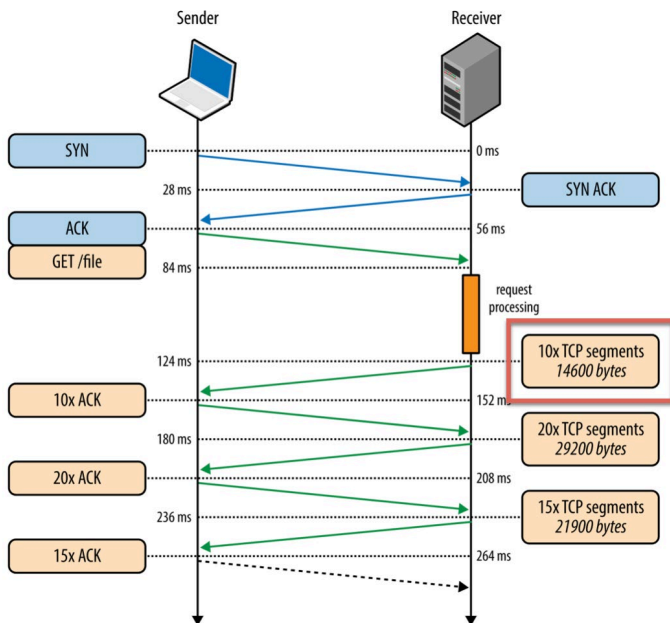 Sender
Receiver
SYN
0 ms
28 ms
SYN ACK
ACK
56 ms
GET /file
84 ms
request
processing
124 ms
10x TCP segments
14600 bytes
10x ACK
152 ms
180 ms
20x TCP segments
29200 bytes
20x ACK
208 ms
236 ms
15x TCP segments
21900 bytes
15x ACK
264 ms